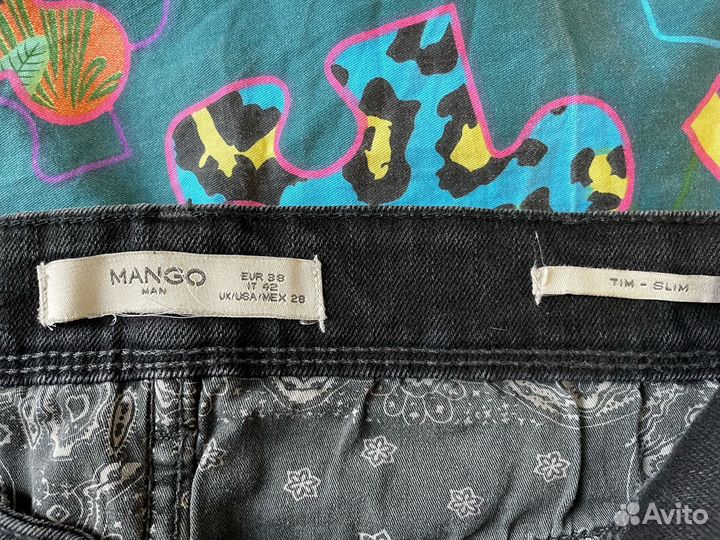 MANGO
MAN
EUR 38
IT 42
UK/USA/MEX 28
TIM - SLIM
Avito